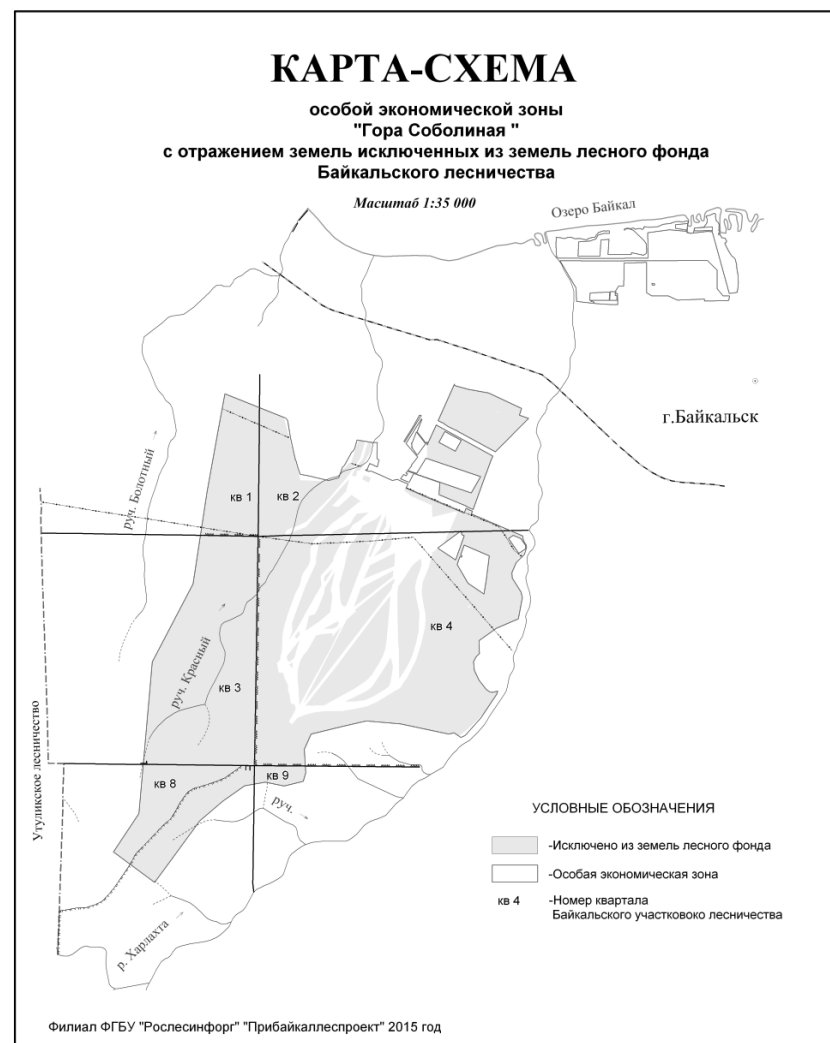 КАРТА-СХЕМА
особой экономической зоны
"Гора Соболиная "
с отражением земель исключенных из земель лесного фонда
Байкальского лесничества
Масштаб 1:35 000
Озеро Байкал
г.Байкальск
руч. Болотный
кв 1
кв 2
кв 4
руч. Красный
кв 3
Утуликское лесничество
кв 8
кв 9
руч.
р. Харлахта
УСЛОВНЫЕ ОБОЗНАЧЕНИЯ
-Исключено из земель лесного фонда
-Особая экономическая зона
кв 4 -Номер квартала
Байкальского участковоко лесничества
Филиал ФГБУ "Рослесинфорг" "Прибайкаллеспроект" 2015 год